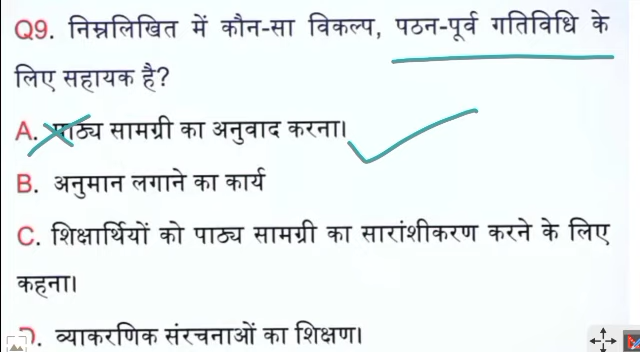 Q9. निम्नलिखित में कौन-सा विकल्प, पठन-पूर्व गतिविधि के
लिए सहायक है?
A. पाठ्य सामग्री का अनुवाद करना।
B. अनुमान लगाने का कार्य
C. शिक्षार्थियों को पाठ्य सामग्री का सारांशीकरण करने के लिए
कहना।
D. व्याकरणिक संरचनाओं का शिक्षण।